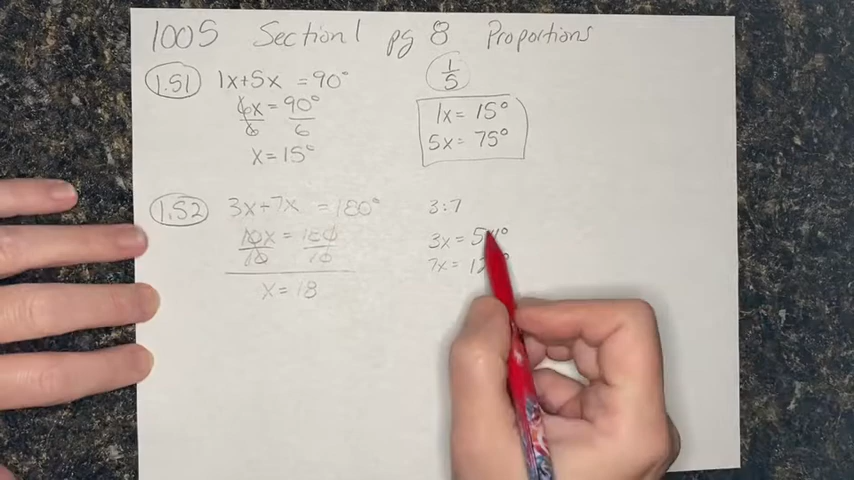 1005 Section 1 pg 8 Proportions
1.51 1x+5x = 90° 1/5
6x = 90° 1x = 15°
6 6 5x = 75°
x = 15°
1.52 3x+7x = 180° 3:7
10x = 180 3x = 54°
10 10 7x =
x = 18